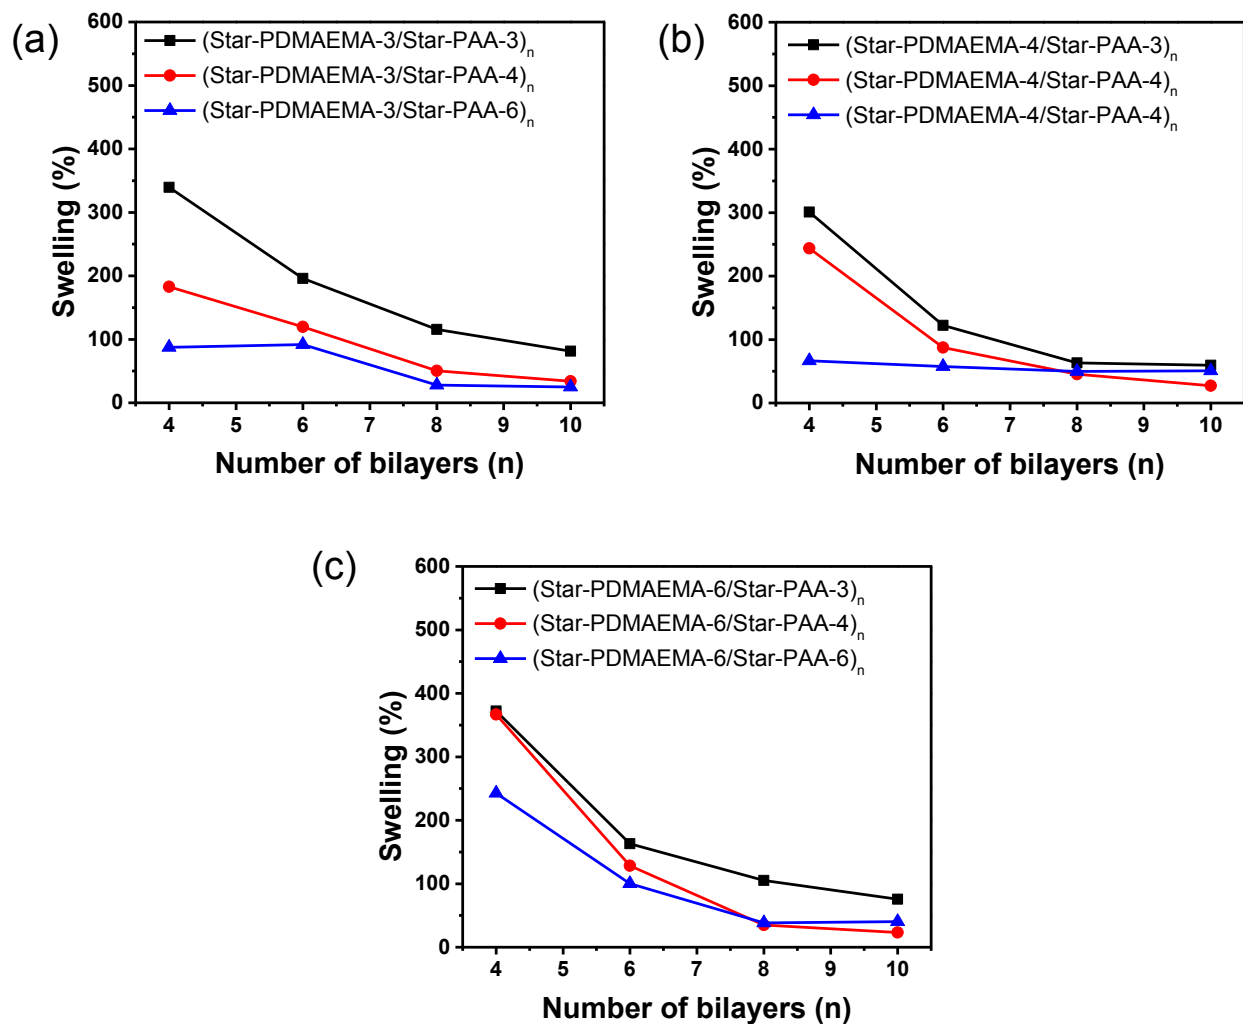 (a)
600
500
400
300
200
100
0
Swelling (%)
(Star-PDMAEMA-3/Star-PAA-3)n
(Star-PDMAEMA-3/Star-PAA-4)n
(Star-PDMAEMA-3/Star-PAA-6)n
4 5 6 7 8 9 10
Number of bilayers (n)
(b)
600
500
400
300
200
100
0
Swelling (%)
(Star-PDMAEMA-4/Star-PAA-3)n
(Star-PDMAEMA-4/Star-PAA-4)n
(Star-PDMAEMA-4/Star-PAA-4)n
4 5 6 7 8 9 10
Number of bilayers (n)
(c)
600
500
400
300
200
100
0
Swelling (%)
(Star-PDMAEMA-6/Star-PAA-3)n
(Star-PDMAEMA-6/Star-PAA-4)n
(Star-PDMAEMA-6/Star-PAA-6)n
4 5 6 7 8 9 10
Number of bilayers (n)